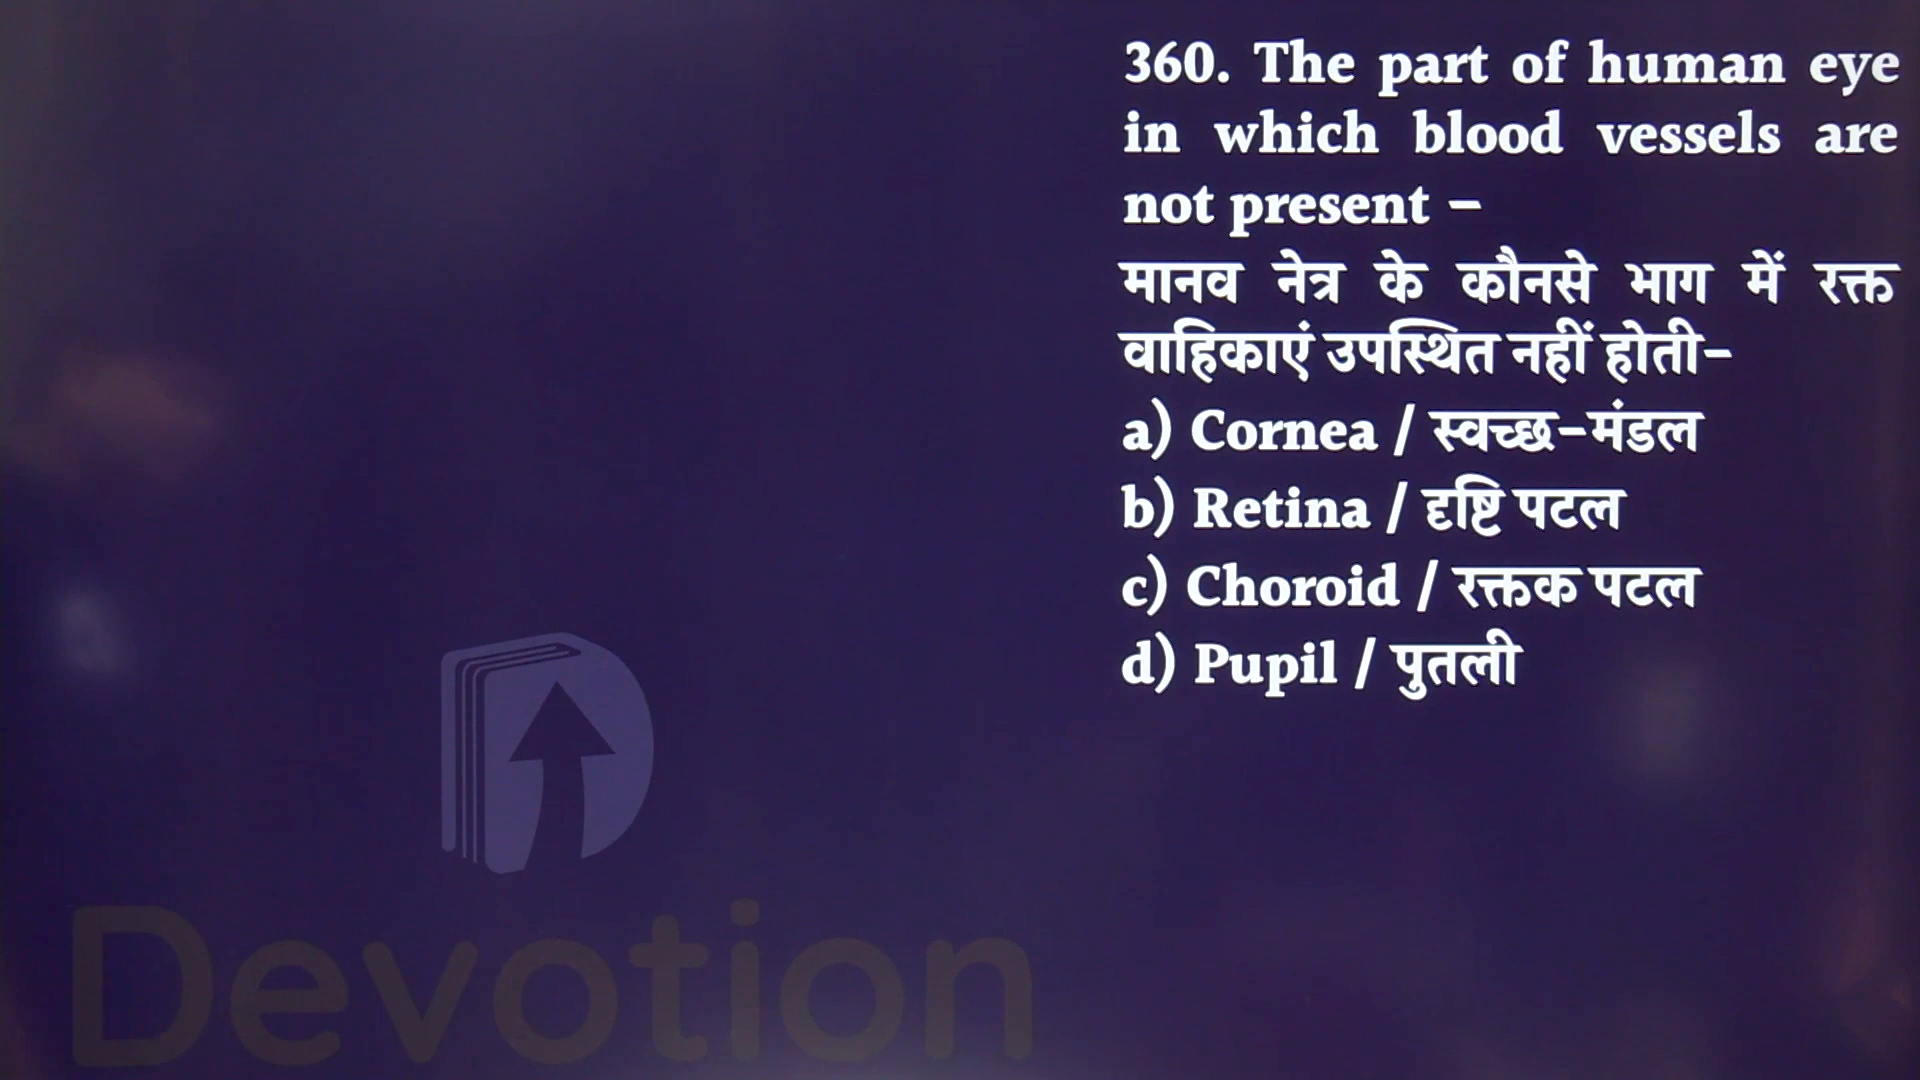 360. The part of human eye
in which blood vessels are
not present –
मानव नेत्र के कौनसे भाग में रक्त
वाहिकाएं उपस्थित नहीं होती-
a) Cornea / स्वच्छ-मंडल
b) Retina / दृष्टि पटल
c) Choroid / रक्तक पटल
d) Pupil / पुतली
Devotion